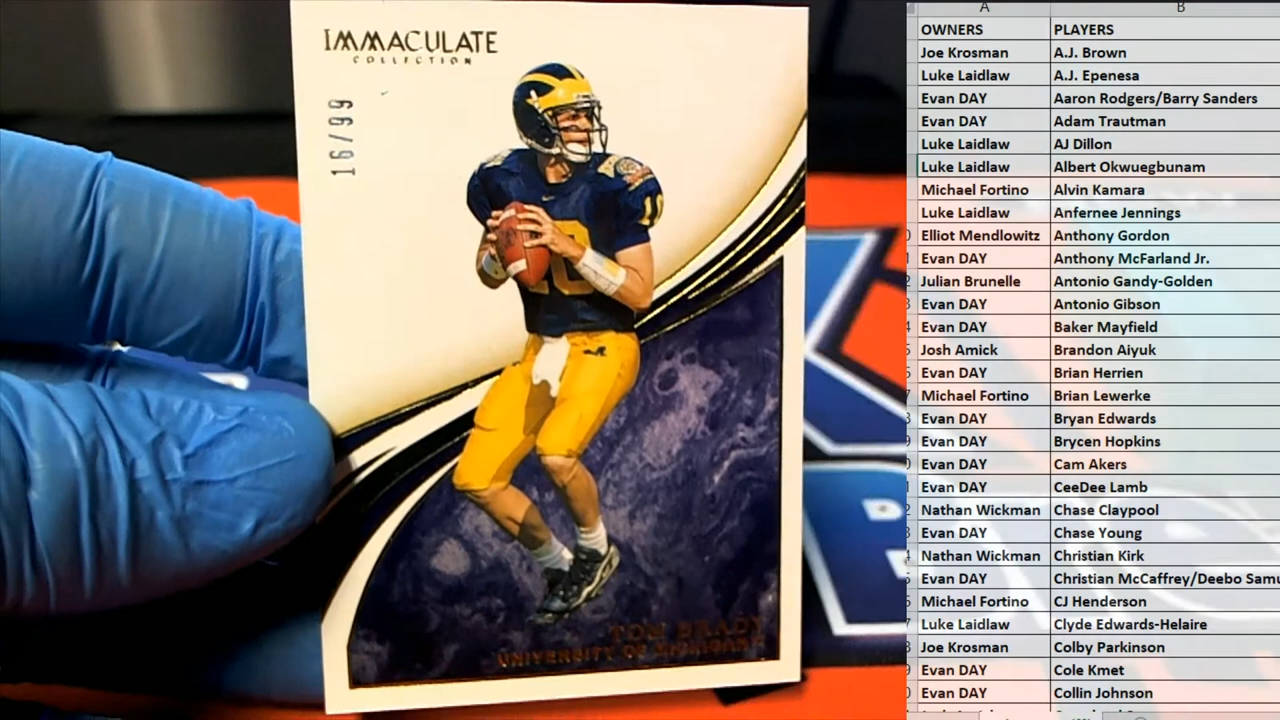 IMMACULATE
COLLECTION
16/99
10
TOM BRADY
UNIVERSITY OF MICHIGAN
A B
OWNERS PLAYERS
Joe Krosman A.J. Brown
Luke Laidlaw A.J. Epenesa
Evan DAY Aaron Rodgers/Barry Sanders
Evan DAY Adam Trautman
Luke Laidlaw AJ Dillon
Luke Laidlaw Albert Okwuegbunam
Michael Fortino Alvin Kamara
Luke Laidlaw Anfernee Jennings
Elliot Mendlowitz Anthony Gordon
Evan DAY Anthony McFarland Jr.
Julian Brunelle Antonio Gandy-Golden
Evan DAY Antonio Gibson
Evan DAY Baker Mayfield
Josh Amick Brandon Aiyuk
Evan DAY Brian Herrien
Michael Fortino Brian Lewerke
Evan DAY Bryan Edwards
Evan DAY Brycen Hopkins
Evan DAY Cam Akers
Evan DAY CeeDee Lamb
Nathan Wickman Chase Claypool
Evan DAY Chase Young
Nathan Wickman Christian Kirk
Evan DAY Christian McCaffrey/Deebo Samu
Michael Fortino CJ Henderson
Luke Laidlaw Clyde Edwards-Helaire
Joe Krosman Colby Parkinson
Evan DAY Cole Kmet
Evan DAY Collin Johnson